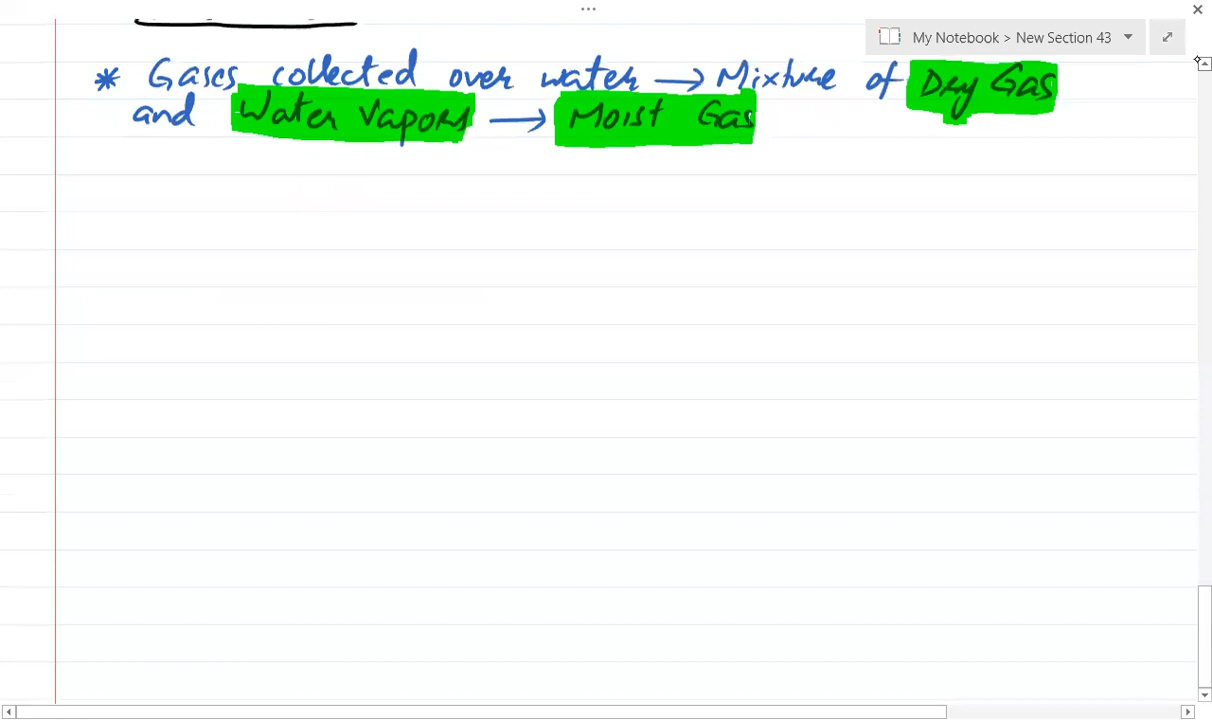 My Notebook > New Section 43
* Gases collected over water → Mixture of Dry Gas
and Water Vapors → Moist Gas